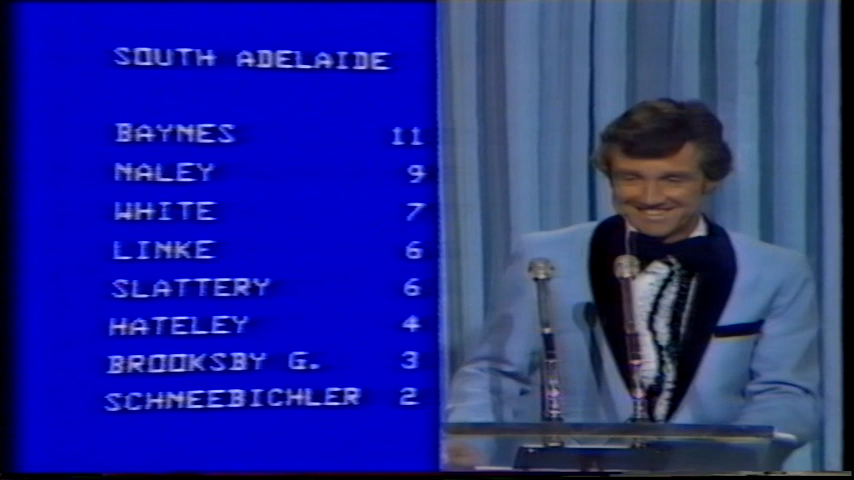 SOUTH ADELAIDE
BAYNES 11
NALEY 9
WHITE 7
LINKE 6
SLATTERY 6
HATELEY 4
BROOKSBY G. 3
SCHNEEBICHLER 2